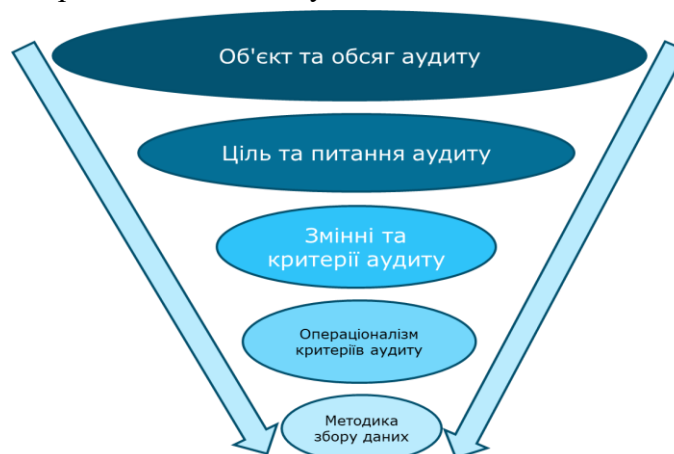 Об'єкт та обсяг аудиту
Ціль та питання аудиту
Змінні та
критерії аудиту
Операціоналізм
критеріїв аудиту
Методика
збору даних